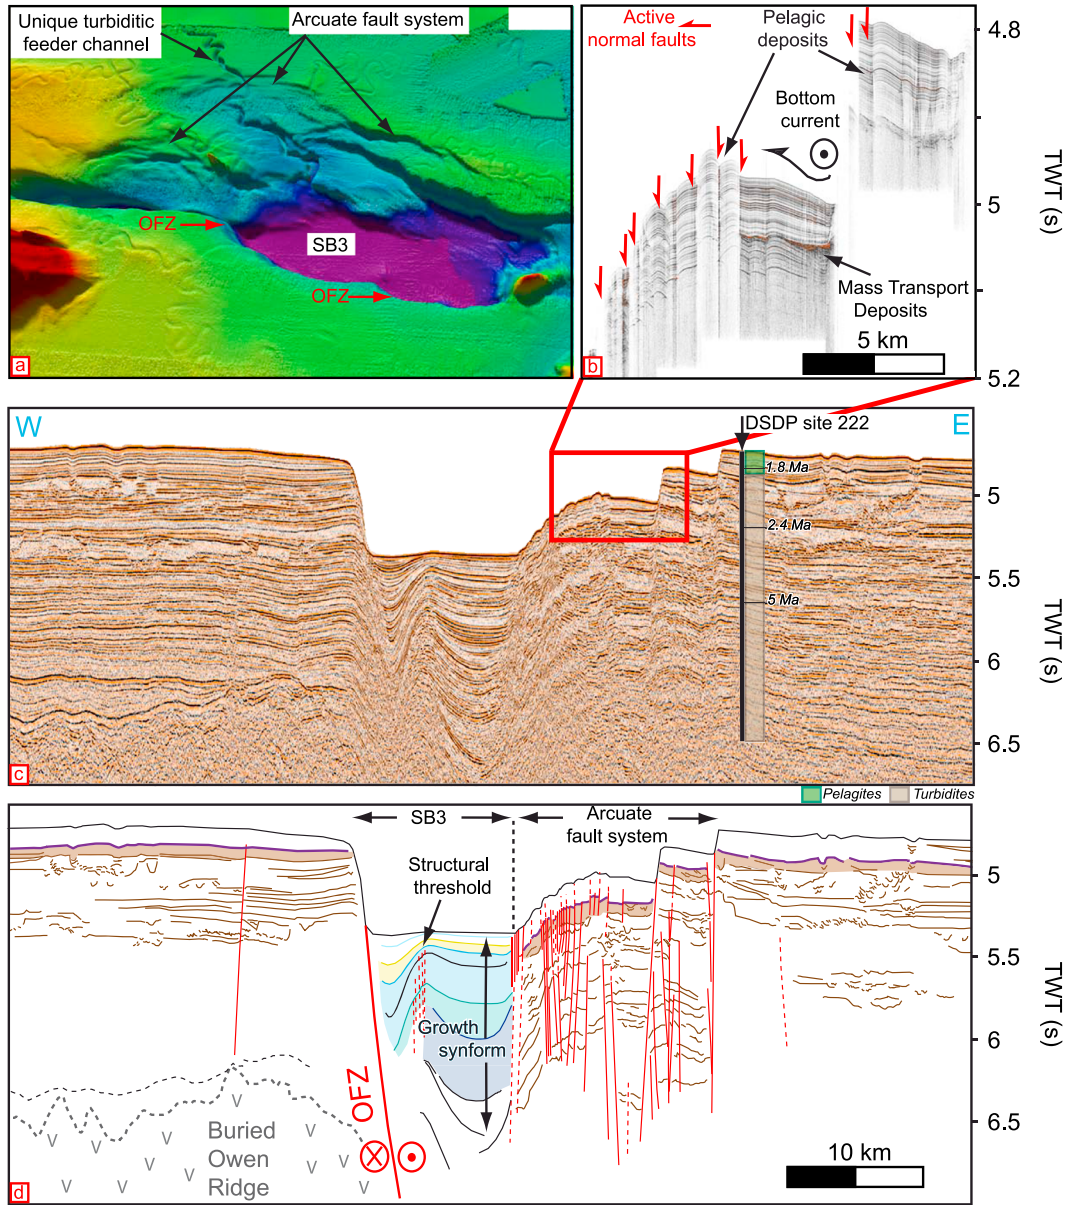 Unique turbiditic
feeder channel
Arcuate fault system
OFZ
SB3
OFZ
a
Active
normal faults
Pelagic
deposits
Bottom
current
Mass Transport
Deposits
5 km
b
4.8
5
5.2
TWT (s)
W
E
DSDP site 222
1.8 Ma
2.4 Ma
5 Ma
5
5.5
6
6.5
TWT (s)
c
Pelagites
Turbidites
SB3
Arcuate
fault system
Structural
threshold
Growth
synform
OFZ
Buried
Owen
Ridge
V V V V V V V V V V V
10 km
5
5.5
6
6.5
TWT (s)
d